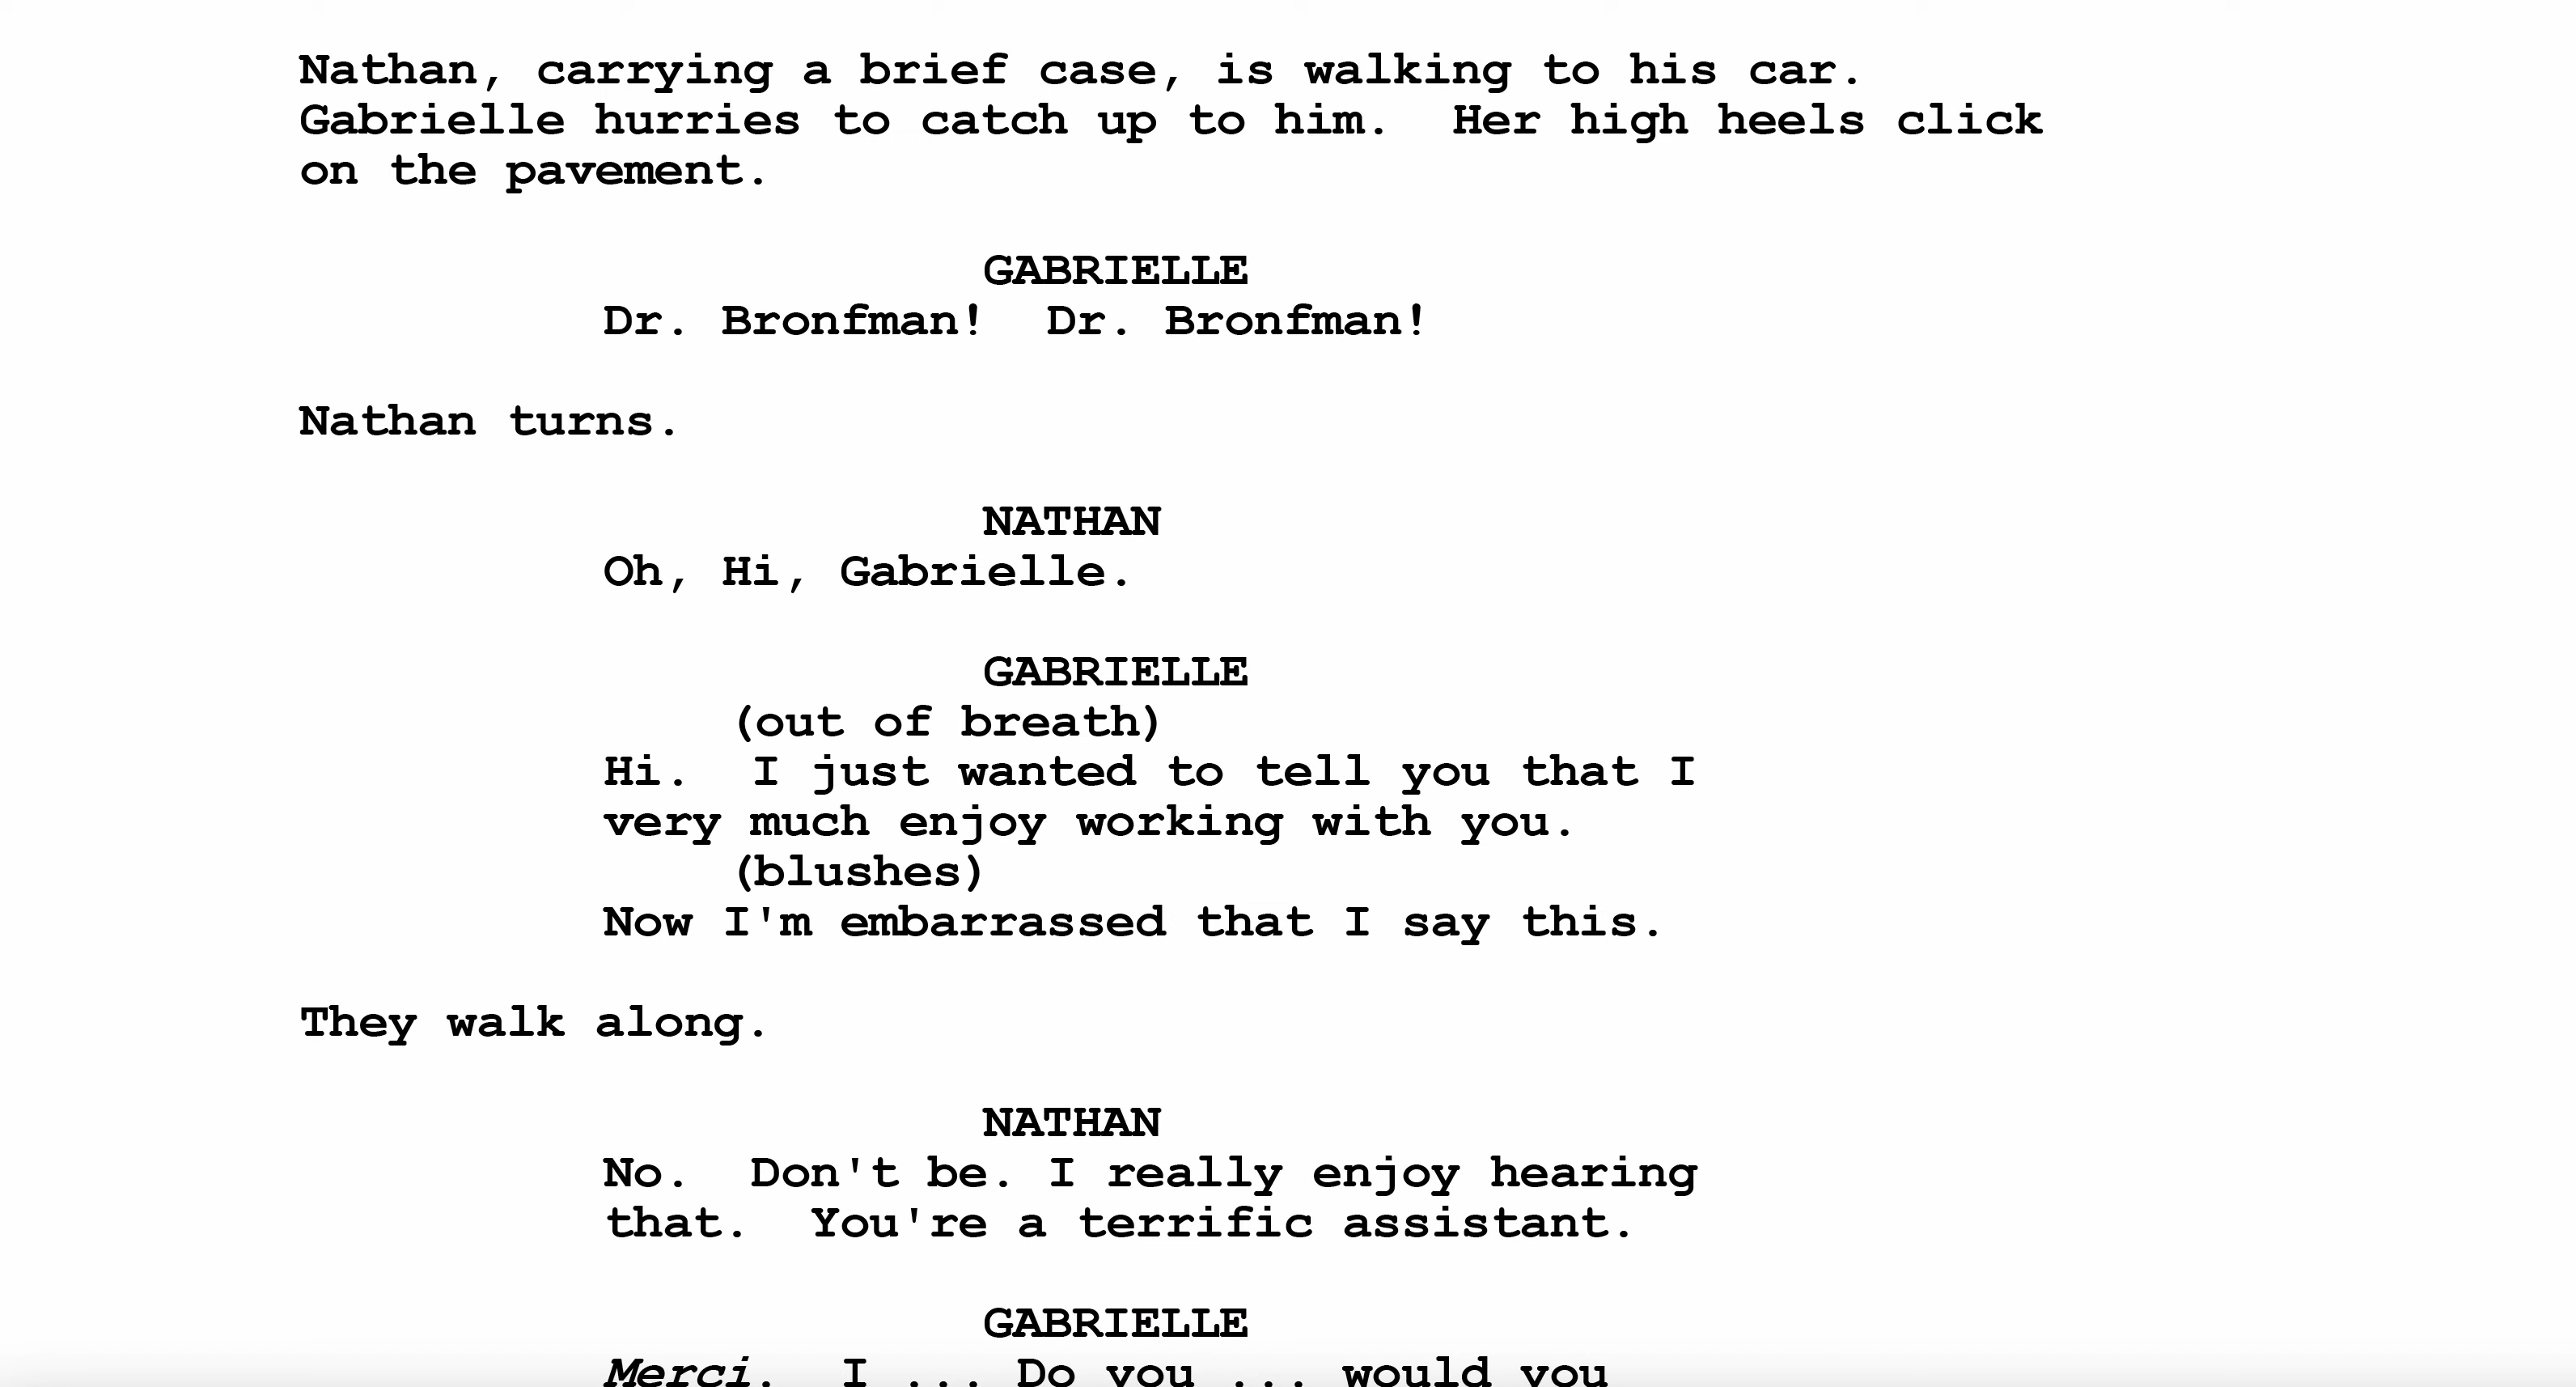 Nathan, carrying a brief case, is walking to his car.
Gabrielle hurries to catch up to him.  Her high heels click
on the pavement.
GABRIELLE
Dr. Bronfman!  Dr. Bronfman!
Nathan turns.
NATHAN
Oh, Hi, Gabrielle.
GABRIELLE
(out of breath)
Hi.  I just wanted to tell you that I
very much enjoy working with you.
(blushes)
Now I'm embarrassed that I say this.
They walk along.
NATHAN
No.  Don't be. I really enjoy hearing
that.  You're a terrific assistant.
GABRIELLE
Merci.  I ... Do you ... would you